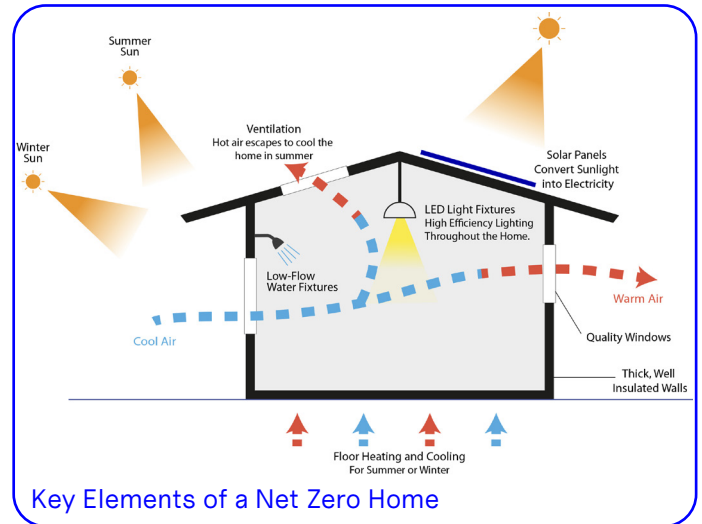 Summer
Sun
Winter
Sun
Ventilation
Hot air escapes to cool the
home in summer
Solar Panels
Convert Sunlight
into Electricity
LED Light Fixtures
High Efficiency Lighting
Throughout the Home.
Low-Flow
Water Fixtures
Cool Air
Warm Air
Quality Windows
Thick, Well
Insulated Walls
Floor Heating and Cooling
For Summer or Winter
Key Elements of a Net Zero Home